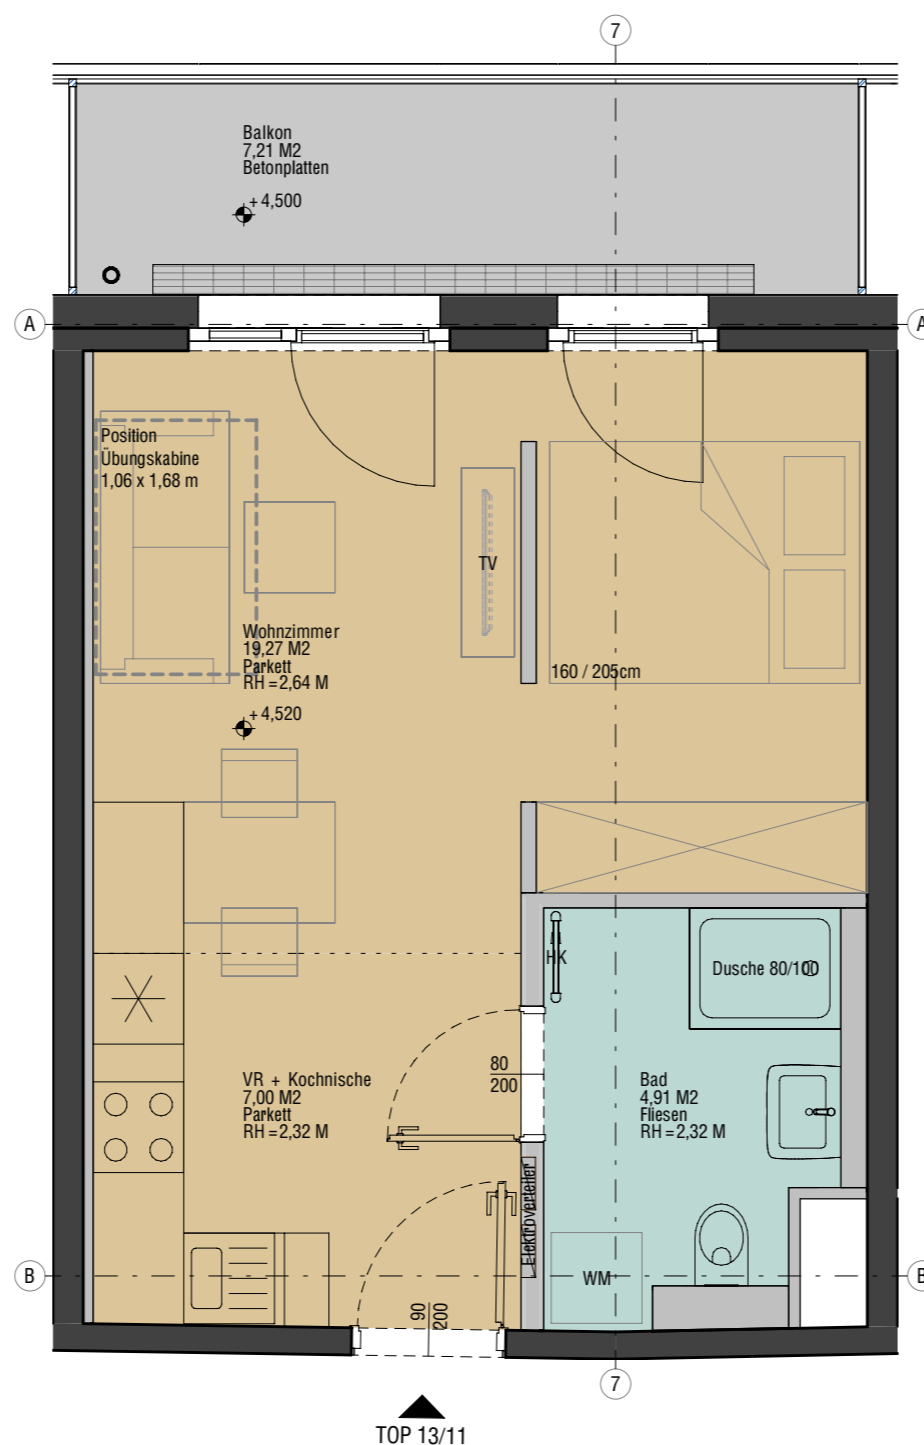 7
Balkon
7,21 M2
Betonplatten
+4,500
A
A
Position
Übungskabine
1,06 x 1,68 m
TV
Wohnzimmer
19,27 M2
Parkett
RH=2,64 M
160 / 205cm
+4,520
HK
Dusche 80/100
80
200
VR + Kochnische
7,00 M2
Parkett
RH=2,32 M
Bad
4,91 M2
Fliesen
RH=2,32 M
Elektroverteiler
B
WM
B
90
200
7
TOP 13/11